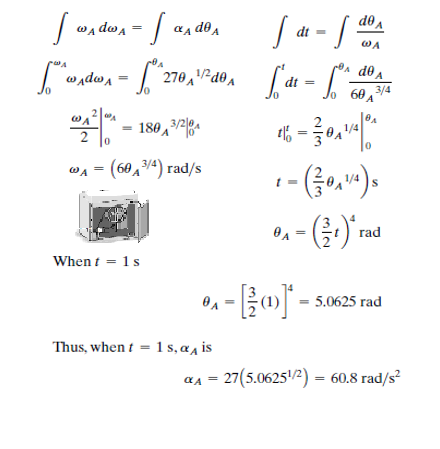 ∫ ω_A dω_A = ∫ α_A dθ_A
∫_0^{ω_A} ω_A dω_A = ∫_0^{θ_A} 27θ_A^{1/2} dθ_A
ω_A^2/2 |_0^{ω_A} = 18θ_A^{3/2} |_0^{θ_A}
ω_A = (6θ_A^{3/4}) rad/s
∫ dt = ∫ dθ_A/ω_A
∫_0^t dt = ∫_0^{θ_A} dθ_A/6θ_A^{3/4}
t|_0^t = 2/3 θ_A^{1/4} |_0^{θ_A}
t = (2/3 θ_A^{1/4}) s
θ_A = (3/2 t)^4 rad
When t = 1 s
θ_A = [3/2 (1)]^4 = 5.0625 rad
Thus, when t = 1 s, α_A is
α_A = 27(5.0625^{1/2}) = 60.8 rad/s²